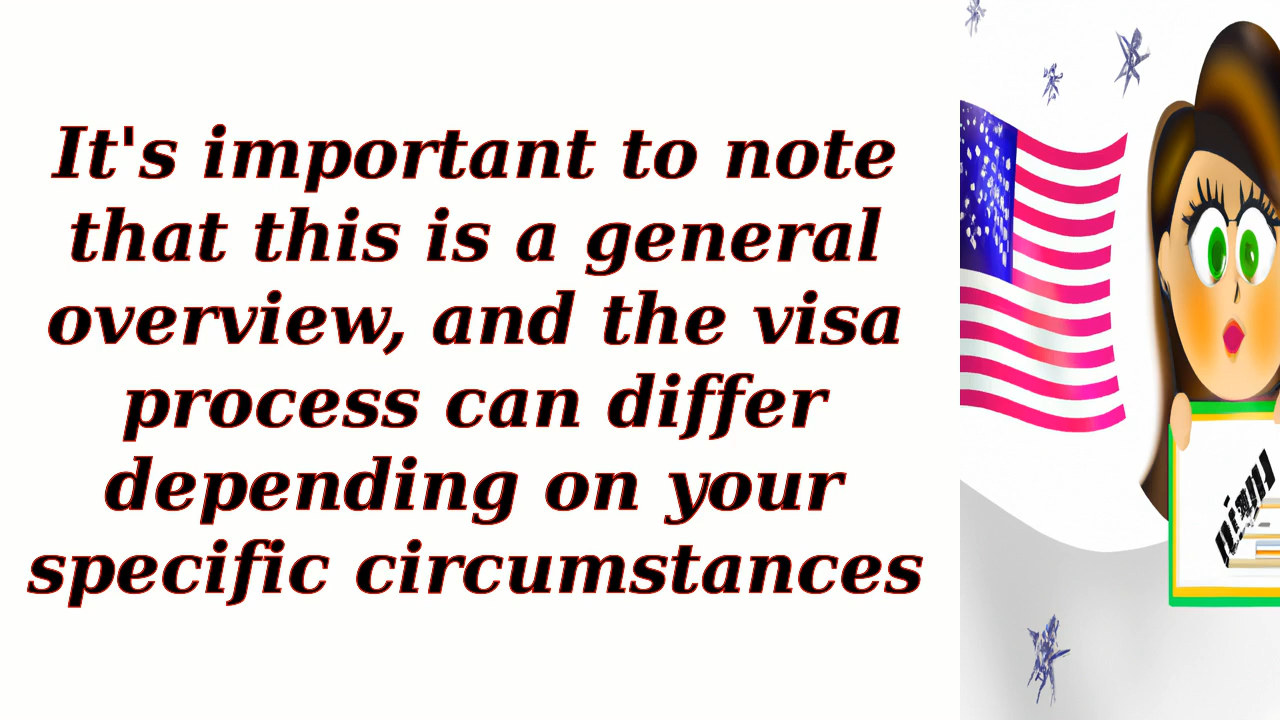 It's important to note
that this is a general
overview, and the visa
process can differ
depending on your
specific circumstances